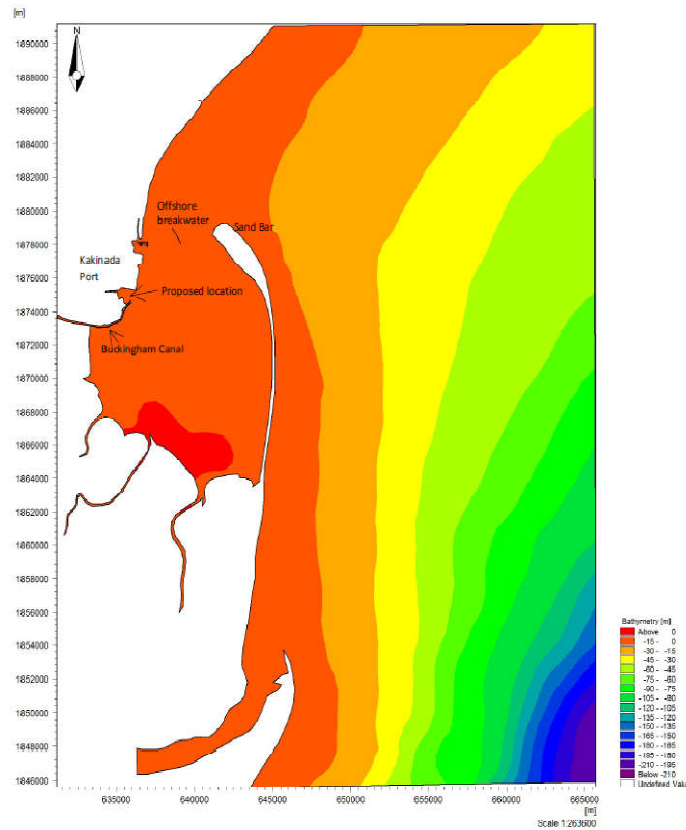 [m]
N
1890000
1888000
1886000
1884000
1882000
1880000
1878000
1876000
1874000
1872000
1870000
1868000
1866000
1864000
1862000
1860000
1858000
1856000
1854000
1852000
1850000
1848000
1846000
Offshore
breakwater
Sand Bar
Kakinada
Port
Proposed location
Buckingham Canal
635000
640000
645000
650000
655000
660000
665000
[m]
Scale 1:263600
Bathymetry [m]
Above 0
-15 - 0
-30 - -15
-45 - -30
-60 - -45
-75 - -60
-90 - -75
-105 - -90
-120 - -105
-135 - -120
-150 - -135
-165 - -150
-180 - -165
-195 - -180
-210 - -195
Below -210
Undefined Valu